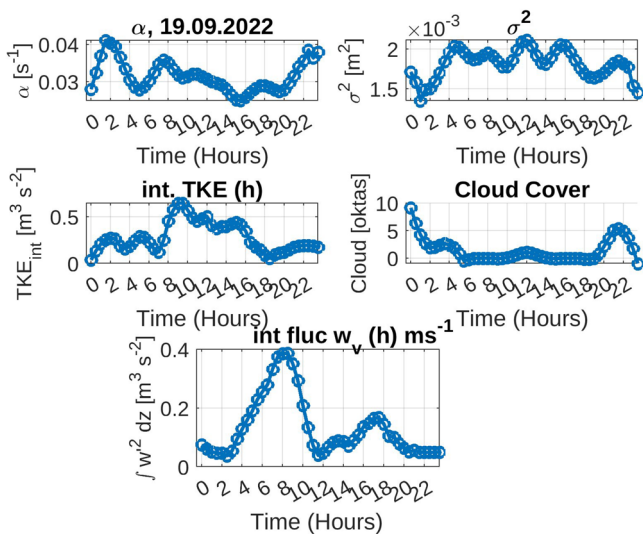 α, 19.09.2022
α [s⁻¹]
0.04
0.03
0 2 4 6 8 10 12 14 16 18 20 22
Time (Hours)
×10⁻³
σ²
σ² [m²]
2
1.5
0 2 4 6 8 10 12 14 16 18 20 22
Time (Hours)
int. TKE (h)
TKE_int [m³ s⁻²]
0.5
0
0 2 4 6 8 10 12 14 16 18 20 22
Time (Hours)
Cloud Cover
Cloud [oktas]
10
5
0
0 2 4 6 8 10 12 14 16 18 20 22
Time (Hours)
int fluc w_v (h) ms⁻¹
∫ w'² dz [m³ s⁻²]
0.4
0.2
0
0 2 4 6 8 10 12 14 16 18 20 22
Time (Hours)